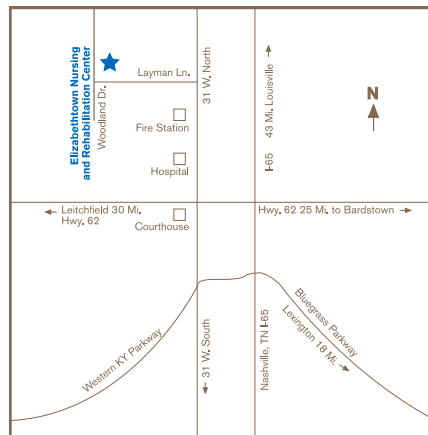 Elizabethtown Nursing
and Rehabilitation Center
Woodland Dr.
Layman Ln.
Fire Station
Hospital
31 W. North
I-65   43 Mi. Louisville
N
Leitchfield 30 Mi.
Hwy. 62
Courthouse
Hwy. 62 25 Mi. to Bardstown
Western KY Parkway
31 W. South
Nashville, TN I-65
Bluegrass Parkway
Lexington 18 Mi.